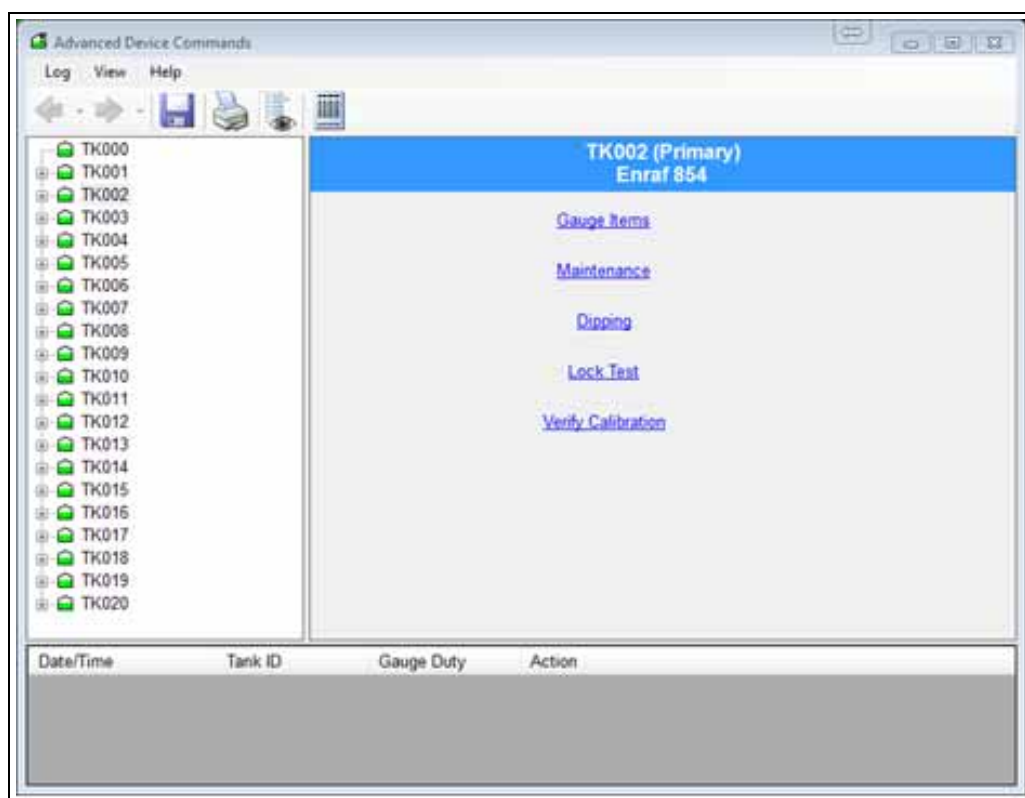 Advanced Device Commands
Log View Help
TK000
TK001
TK002
TK003
TK004
TK005
TK006
TK007
TK008
TK009
TK010
TK011
TK012
TK013
TK014
TK015
TK016
TK017
TK018
TK019
TK020
TK002 (Primary)
Enraf 854
Gauge Items
Maintenance
Dipping
Lock Test
Verify Calibration
Date/Time Tank ID Gauge Duty Action